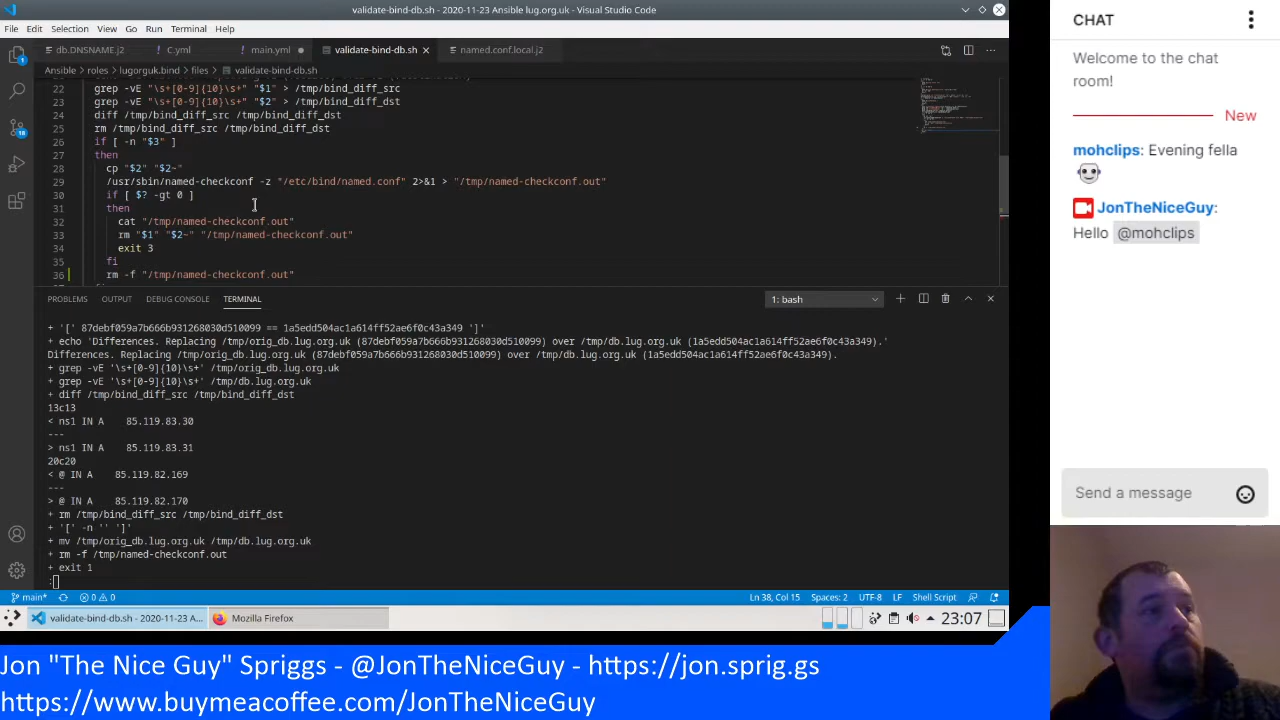 validate-bind-db.sh - 2020-11-23 Ansible lug.org.uk - Visual Studio Code
File Edit Selection View Go Run Terminal Help
db.DNSNAME.j2 C.yml main.yml validate-bind-db.sh named.conf.local.j2
Ansible > roles > lugorguk.bind > files > validate-bind-db.sh
22 grep -vE "\s+[0-9]{10}\s+" "$1" > /tmp/bind_diff_src
23 grep -vE "\s+[0-9]{10}\s+" "$2" > /tmp/bind_diff_dst
24 diff /tmp/bind_diff_src /tmp/bind_diff_dst
25 rm /tmp/bind_diff_src /tmp/bind_diff_dst
26 if [ -n "$3" ]
27 then
28 cp "$2" "$2~"
29 /usr/sbin/named-checkconf -z "/etc/bind/named.conf" 2>&1 > "/tmp/named-checkconf.out"
30 if [ $? -gt 0 ]
31 then
32 cat "/tmp/named-checkconf.out"
33 rm "$1" "$2~" "/tmp/named-checkconf.out"
34 exit 3
35 fi
36 rm -f "/tmp/named-checkconf.out"
PROBLEMS OUTPUT DEBUG CONSOLE TERMINAL 1: bash
+ '[' 87debf059a7b666b931268030d510099 == 1a5edd504ac1a614ff52ae6f0c43a349 ']'
+ echo 'Differences. Replacing /tmp/orig_db.lug.org.uk (87debf059a7b666b931268030d510099) over /tmp/db.lug.org.uk (1a5edd504ac1a614ff52ae6f0c43a349).'
Differences. Replacing /tmp/orig_db.lug.org.uk (87debf059a7b666b931268030d510099) over /tmp/db.lug.org.uk (1a5edd504ac1a614ff52ae6f0c43a349).
+ grep -vE '\s+[0-9]{10}\s+' /tmp/orig_db.lug.org.uk
+ grep -vE '\s+[0-9]{10}\s+' /tmp/db.lug.org.uk
+ diff /tmp/bind_diff_src /tmp/bind_diff_dst
13c13
< ns1 IN A 85.119.83.30
---
> ns1 IN A 85.119.83.31
20c20
< @ IN A 85.119.82.169
---
> @ IN A 85.119.82.170
+ rm /tmp/bind_diff_src /tmp/bind_diff_dst
+ '[' -n '' ']'
+ mv /tmp/orig_db.lug.org.uk /tmp/db.lug.org.uk
+ rm -f /tmp/named-checkconf.out
+ exit 1
:
main* 0 0 Ln 38, Col 15 Spaces: 2 UTF-8 LF Shell Script
validate-bind-db.sh - 2020-11-23 A... Mozilla Firefox 23:07
CHAT
Welcome to the chat
room!
New
mohclips: Evening fella
JonTheNiceGuy:
Hello @mohclips
Send a message
Jon "The Nice Guy" Spriggs - @JonTheNiceGuy - https://jon.sprig.gs
https://www.buymeacoffee.com/JonTheNiceGuy